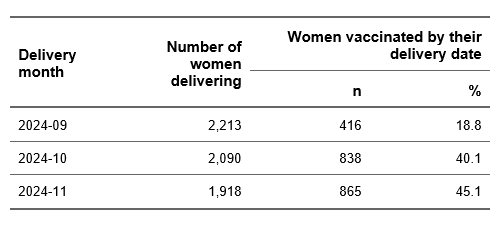 Delivery month
Number of women delivering
Women vaccinated by their delivery date
n %
2024-09 2,213 416 18.8
2024-10 2,090 838 40.1
2024-11 1,918 865 45.1